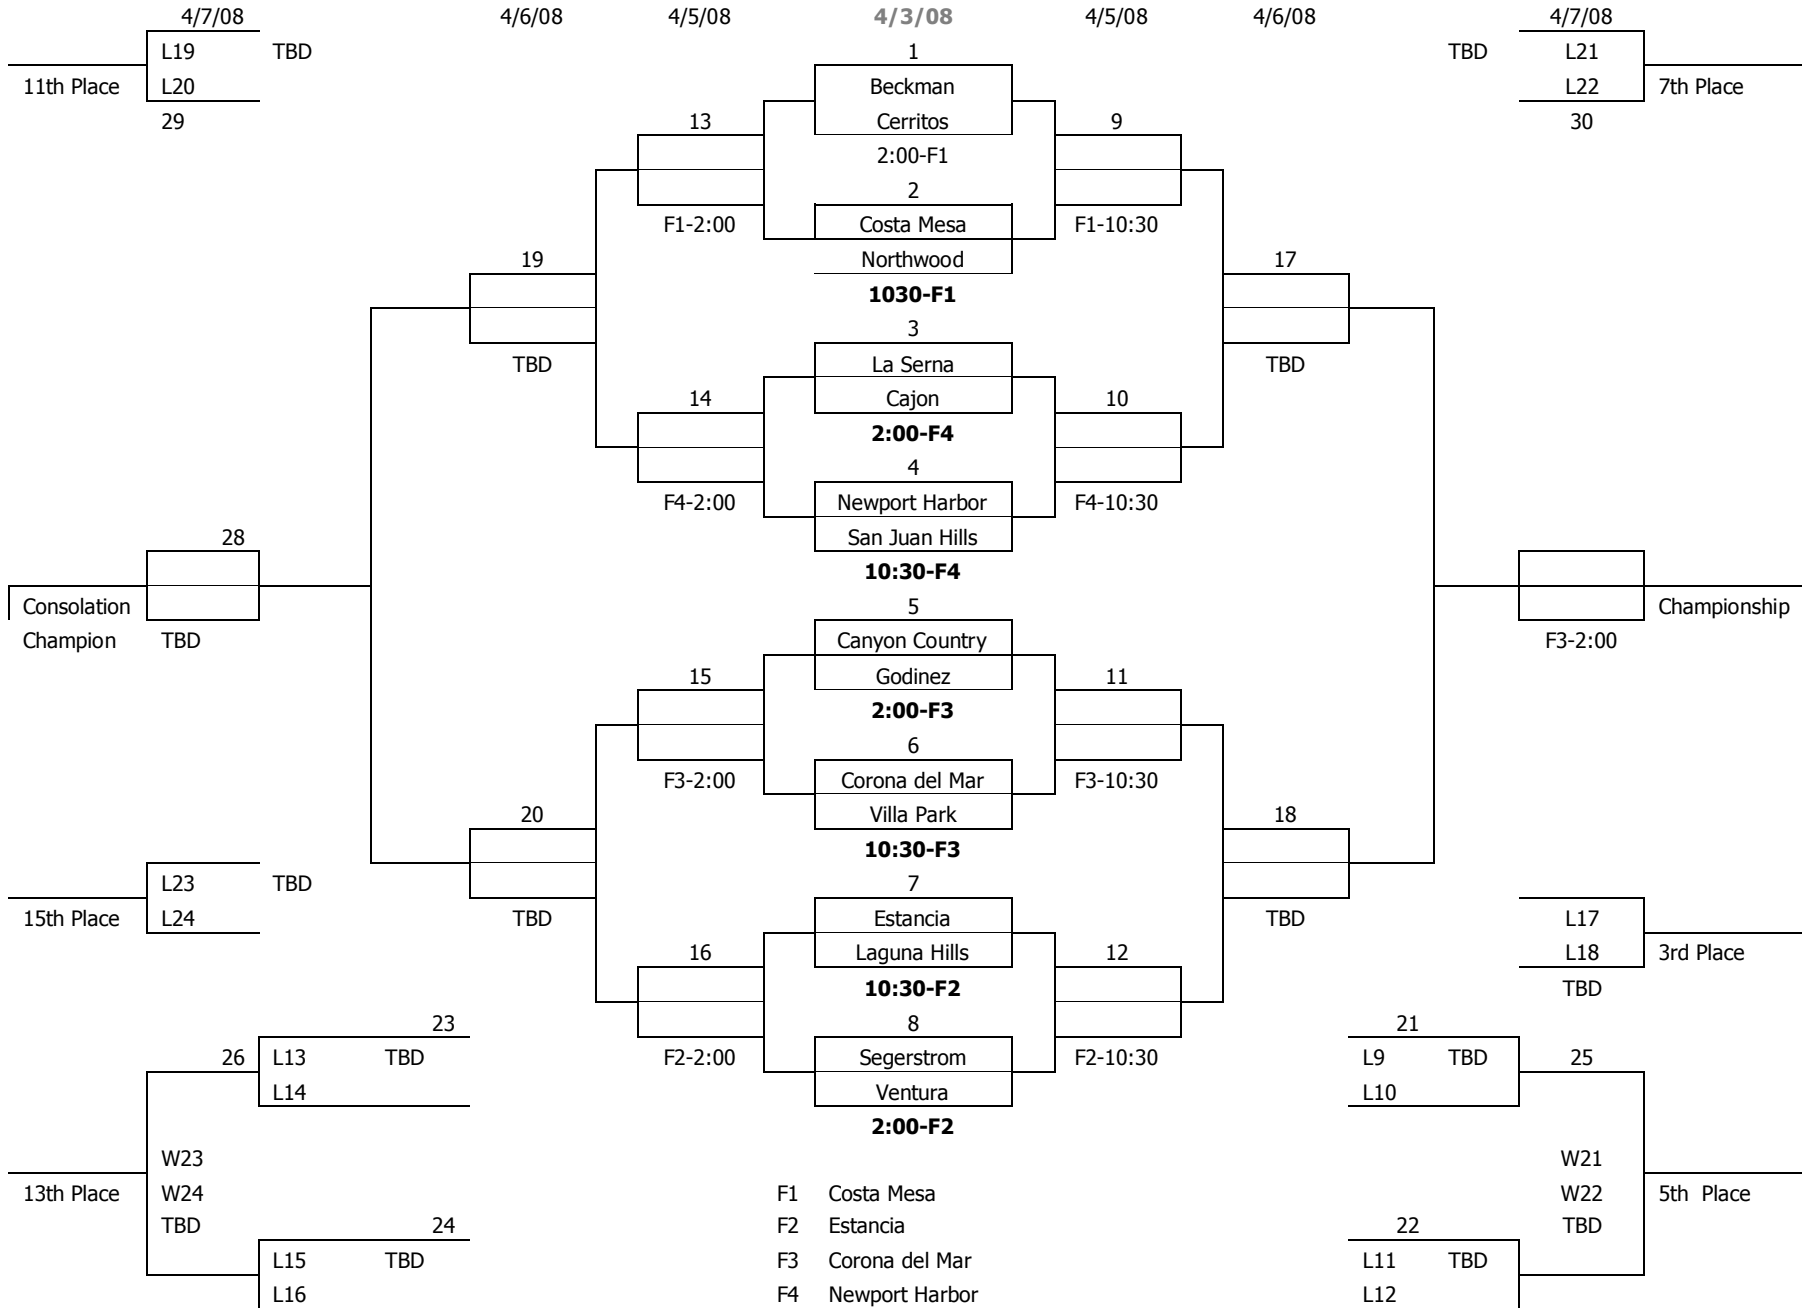 4/7/08 4/6/08 4/5/08 4/3/08 4/5/08 4/6/08 4/7/08
L19 TBD 1 TBD L21
11th Place L20 Beckman L22 7th Place
29 13 Cerritos 9 30
2:00-F1
2
F1-2:00 Costa Mesa F1-10:30
19 Northwood 17
1030-F1
3
TBD La Serna TBD
14 Cajon 10
2:00-F4
4
F4-2:00 Newport Harbor F4-10:30
28 San Juan Hills
10:30-F4
Consolation 5 Championship
Champion TBD Canyon Country F3-2:00
15 Godinez 11
2:00-F3
6
F3-2:00 Corona del Mar F3-10:30
20 Villa Park 18
10:30-F3
L23 TBD 7
15th Place L24 TBD Estancia TBD L17
16 Laguna Hills 12 L18 3rd Place
10:30-F2 TBD
23 8 21
26 L13 TBD F2-2:00 Segerstrom F2-10:30 L9 TBD 25
L14 Ventura L10
2:00-F2
W23 W21
13th Place W24 F1 Costa Mesa W22 5th Place
TBD 24 F2 Estancia 22 TBD
L15 TBD F3 Corona del Mar L11 TBD
L16 F4 Newport Harbor L12